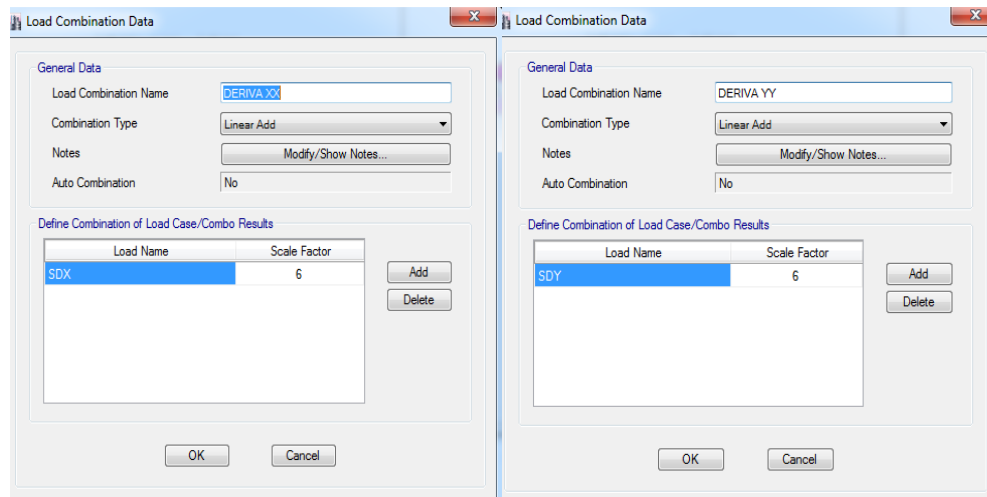 Load Combination Data
General Data
Load Combination Name DERIVA XX
Combination Type Linear Add
Notes Modify/Show Notes...
Auto Combination No
Define Combination of Load Case/Combo Results
Load Name Scale Factor
SDX 6
Add
Delete
OK Cancel
Load Combination Data
General Data
Load Combination Name DERIVA YY
Combination Type Linear Add
Notes Modify/Show Notes...
Auto Combination No
Define Combination of Load Case/Combo Results
Load Name Scale Factor
SDY 6
Add
Delete
OK Cancel